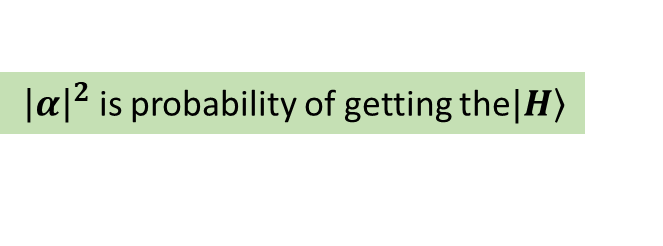 |α|² is probability of getting the|H⟩